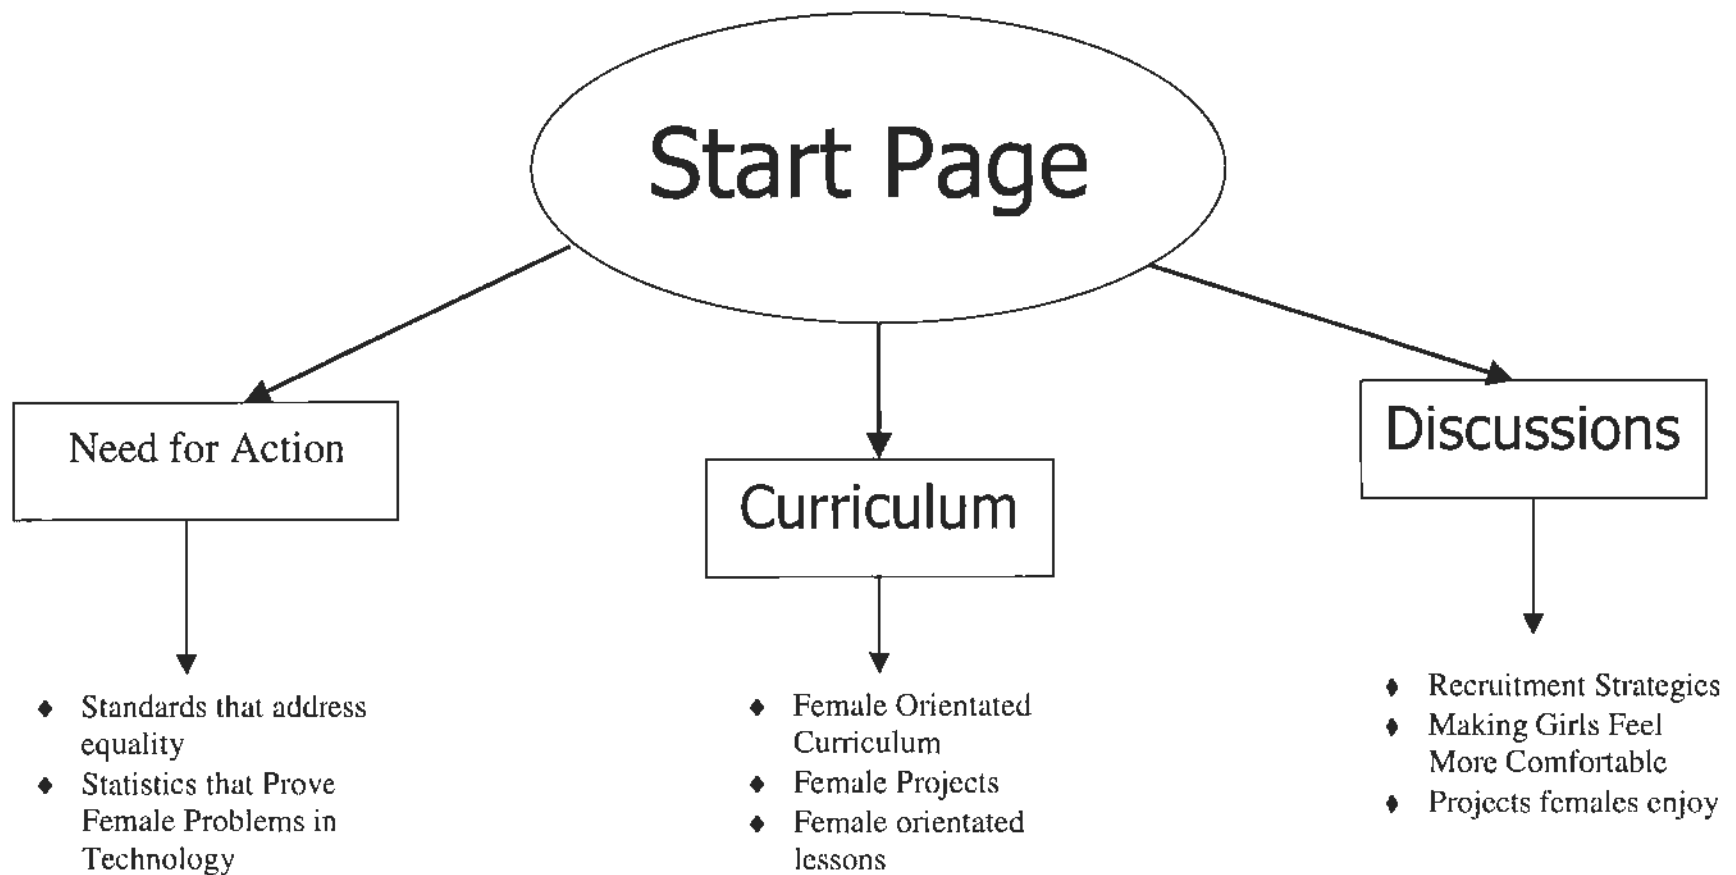 Start Page
Need for Action
Curriculum
Discussions
♦ Standards that address
equality
♦ Statistics that Prove
Female Problems in
Technology
♦ Female Orientated
Curriculum
♦ Female Projects
♦ Female orientated
lessons
♦ Recruitment Strategies
♦ Making Girls Feel
More Comfortable
♦ Projects females enjoy